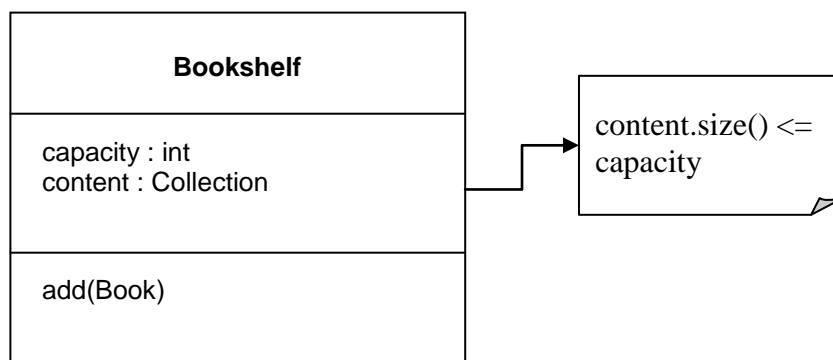 Bookshelf
capacity : int
content : Collection
add(Book)
content.size() <=
capacity